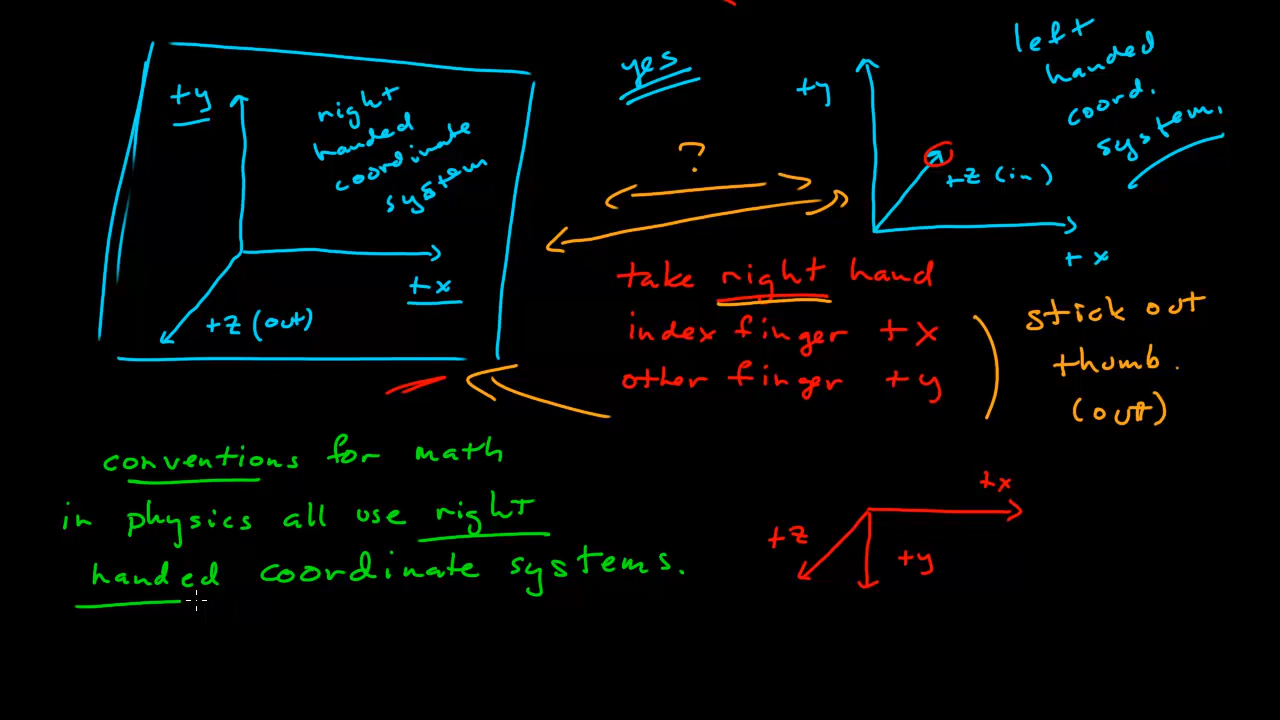 +y
right
handed
coordinate
system
+x
+z (out)
yes
?
+y
+z (in)
+x
left
handed
coord.
system.
take right hand
index finger +x
other finger +y
stick out
thumb.
(out)
conventions for math
in physics all use right
handed coordinate systems.
+x
+z
+y